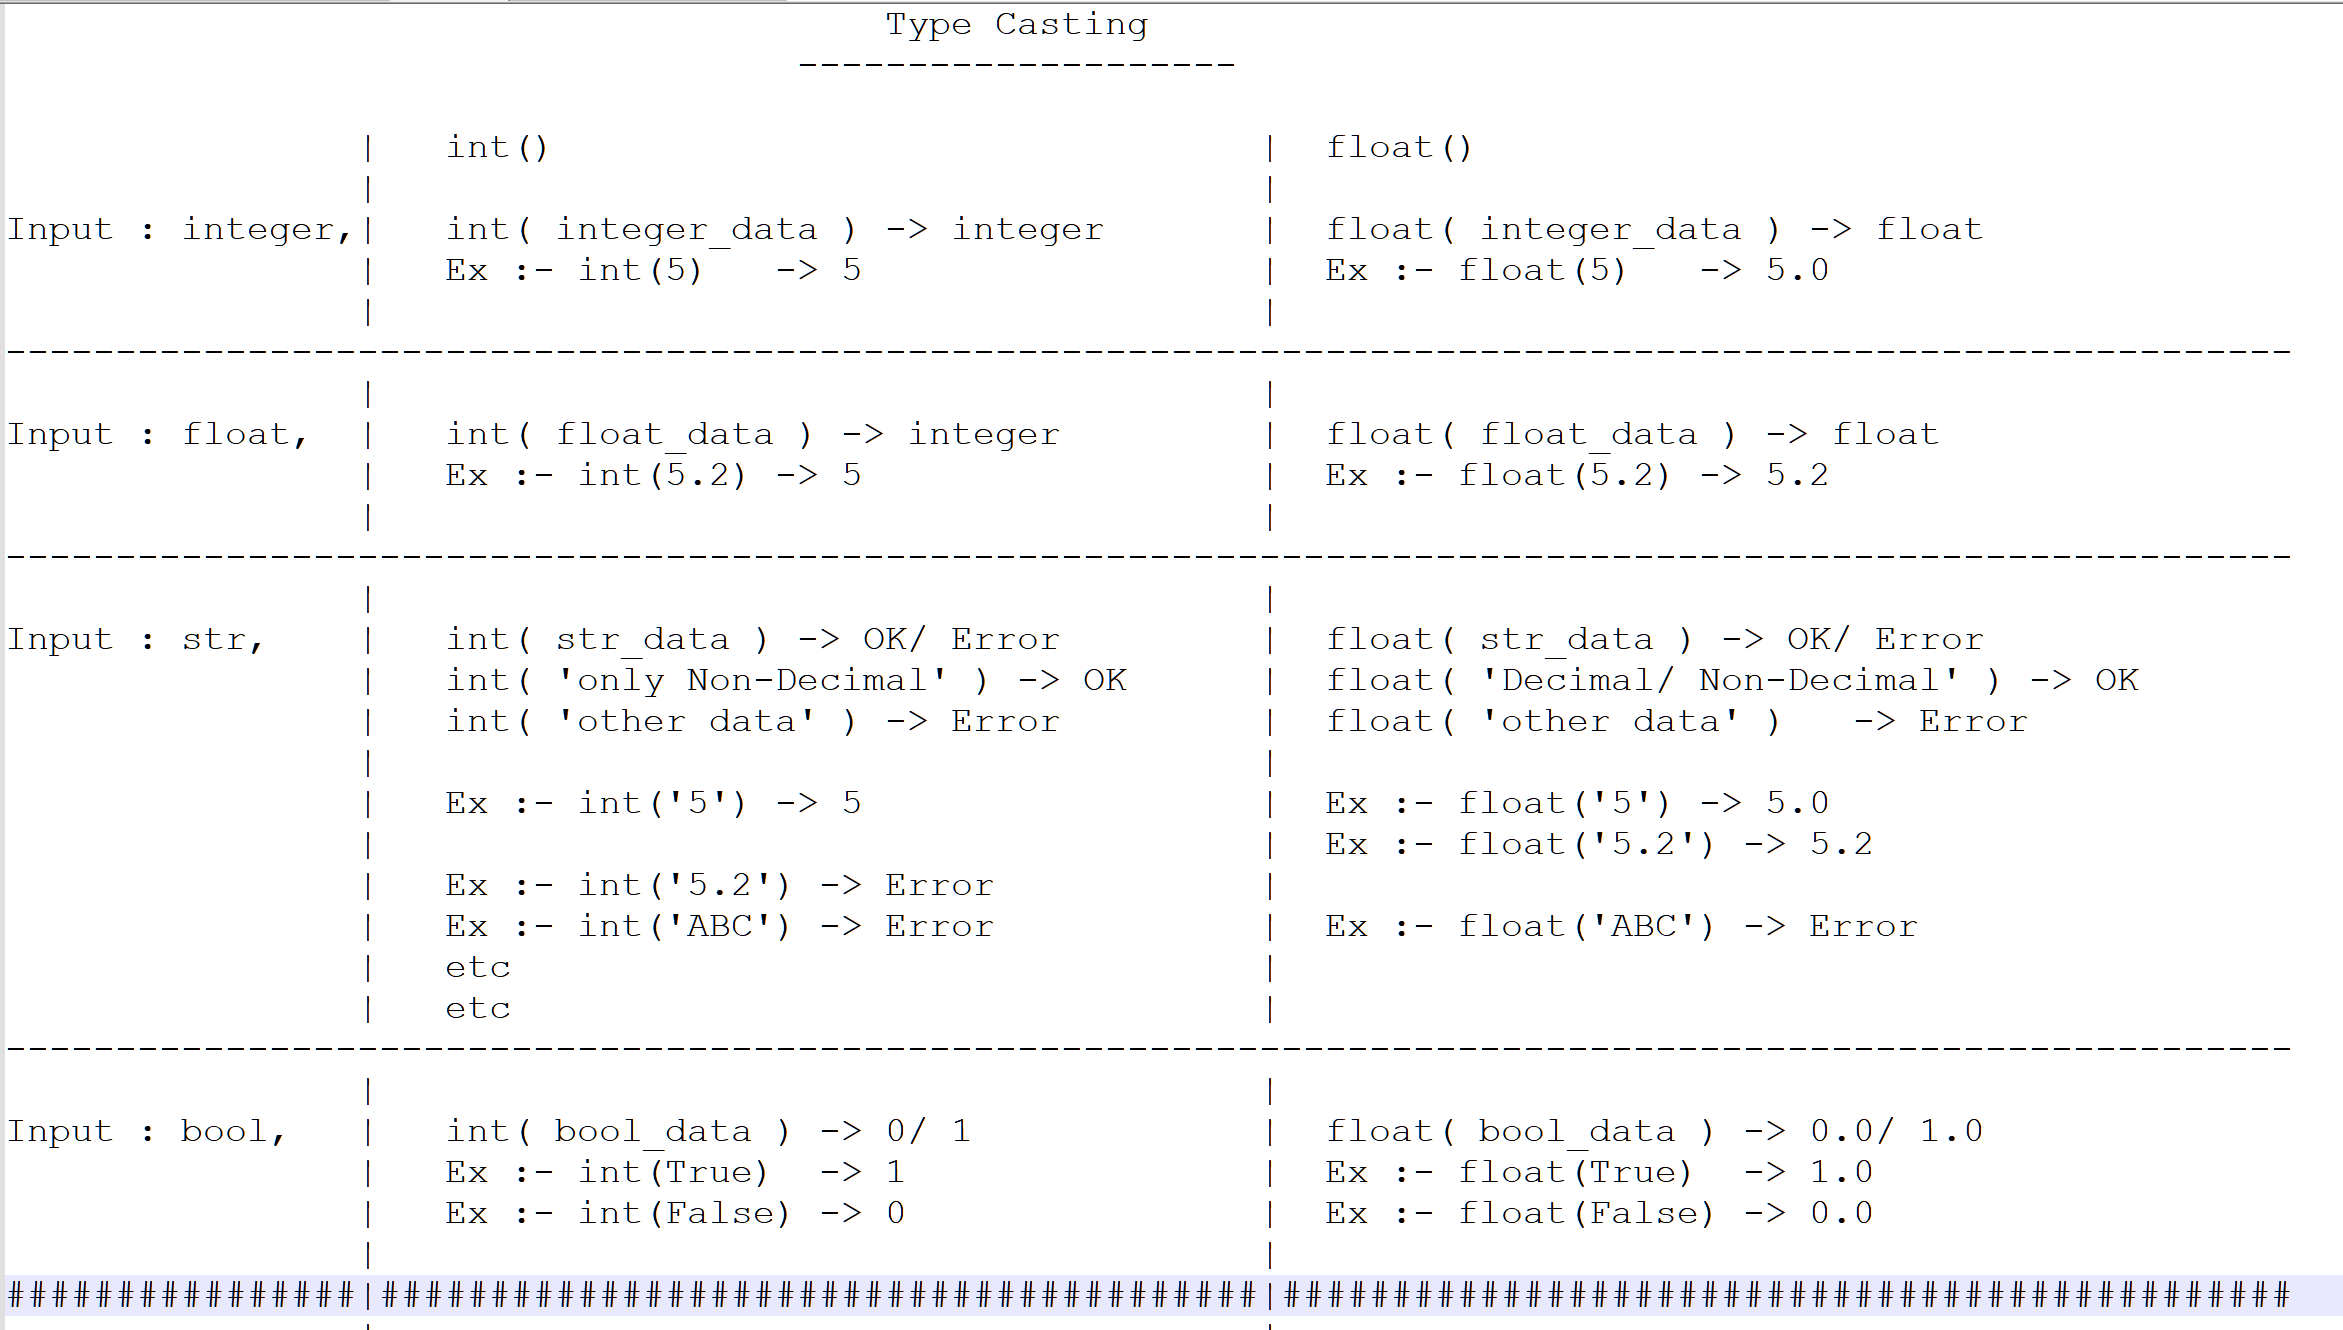 Type Casting
--------------------
| int() | float()
| |
Input : integer,| int( integer_data ) -> integer | float( integer_data ) -> float
| Ex :- int(5) -> 5 | Ex :- float(5) -> 5.0
| |
--------------------------------------------------------------------------------------------------------
| |
Input : float, | int( float_data ) -> integer | float( float_data ) -> float
| Ex :- int(5.2) -> 5 | Ex :- float(5.2) -> 5.2
| |
--------------------------------------------------------------------------------------------------------
| |
Input : str, | int( str_data ) -> OK/ Error | float( str_data ) -> OK/ Error
| int( 'only Non-Decimal' ) -> OK | float( 'Decimal/ Non-Decimal' ) -> OK
| int( 'other data' ) -> Error | float( 'other data' ) -> Error
| |
| Ex :- int('5') -> 5 | Ex :- float('5') -> 5.0
| | Ex :- float('5.2') -> 5.2
| Ex :- int('5.2') -> Error |
| Ex :- int('ABC') -> Error | Ex :- float('ABC') -> Error
| etc |
| etc |
--------------------------------------------------------------------------------------------------------
| |
Input : bool, | int( bool_data ) -> 0/ 1 | float( bool_data ) -> 0.0/ 1.0
| Ex :- int(True) -> 1 | Ex :- float(True) -> 1.0
| Ex :- int(False) -> 0 | Ex :- float(False) -> 0.0
| |
################|########################################|##############################################